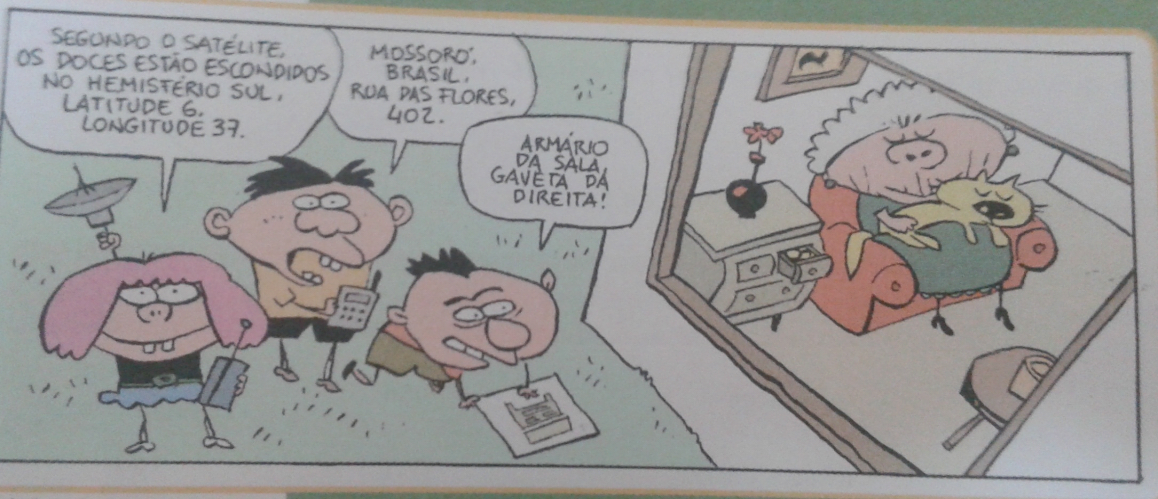 SEGUNDO O SATÉLITE,
OS DOCES ESTÃO ESCONDIDOS
NO HEMISTÉRIO SUL,
LATITUDE 6,
LONGITUDE 37.
MOSSORÓ,
BRASIL,
RUA DAS FLORES,
402.
ARMÁRIO
DA SALA,
GAVETA DA
DIREITA!